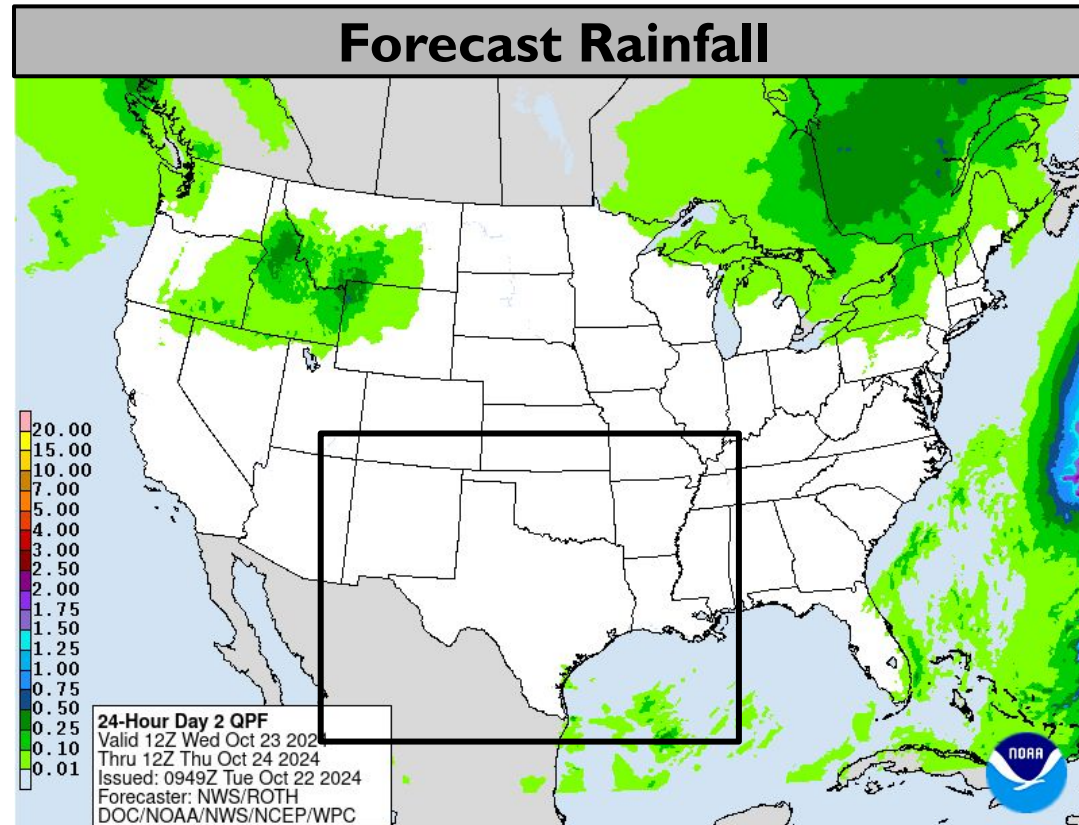 Forecast Rainfall
20.00
15.00
10.00
7.00
5.00
4.00
3.00
2.50
2.00
1.75
1.50
1.25
1.00
0.75
0.50
0.25
0.10
0.01
24-Hour Day 2 QPF
Valid 12Z Wed Oct 23 2024
Thru 12Z Thu Oct 24 2024
Issued: 0949Z Tue Oct 22 2024
Forecaster: NWS/ROTH
DOC/NOAA/NWS/NCEP/WPC
NOAA